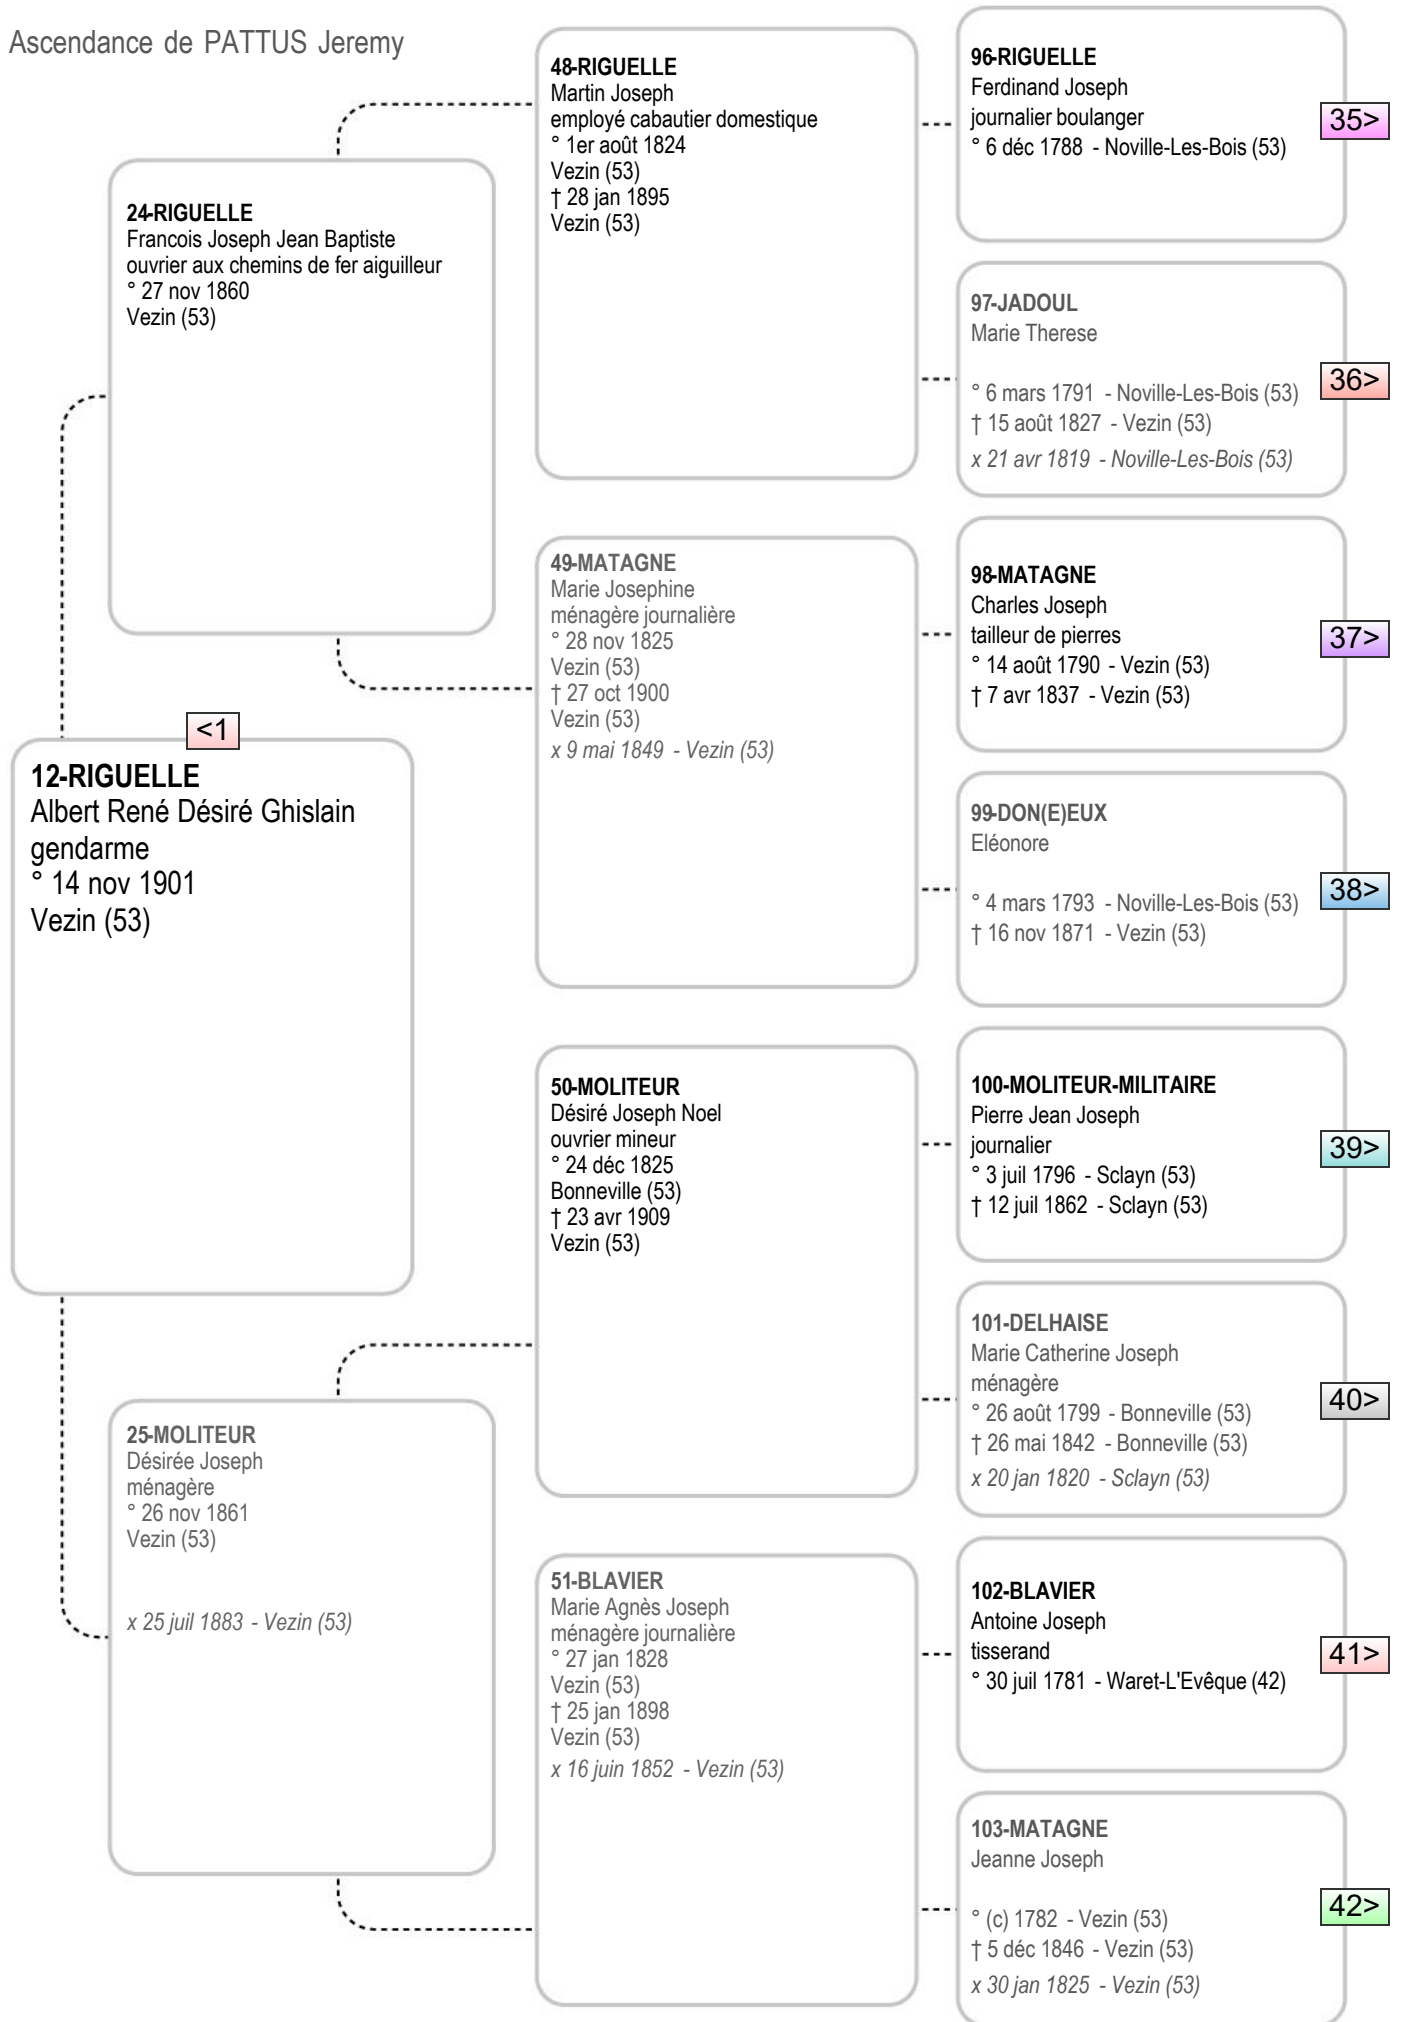 Ascendance de PATTUS Jeremy
<1
12-RIGUELLE
Albert René Désiré Ghislain
gendarme
° 14 nov 1901
Vezin (53)
24-RIGUELLE
Francois Joseph Jean Baptiste
ouvrier aux chemins de fer aiguilleur
° 27 nov 1860
Vezin (53)
25-MOLITEUR
Désirée Joseph
ménagère
° 26 nov 1861
Vezin (53)
x 25 juil 1883 - Vezin (53)
48-RIGUELLE
Martin Joseph
employé cabautier domestique
° 1er août 1824
Vezin (53)
† 28 jan 1895
Vezin (53)
49-MATAGNE
Marie Josephine
ménagère journalière
° 28 nov 1825
Vezin (53)
† 27 oct 1900
Vezin (53)
x 9 mai 1849 - Vezin (53)
50-MOLITEUR
Désiré Joseph Noel
ouvrier mineur
° 24 déc 1825
Bonneville (53)
† 23 avr 1909
Vezin (53)
51-BLAVIER
Marie Agnès Joseph
ménagère journalière
° 27 jan 1828
Vezin (53)
† 25 jan 1898
Vezin (53)
x 16 juin 1852 - Vezin (53)
96-RIGUELLE
Ferdinand Joseph
journalier boulanger
° 6 déc 1788 - Noville-Les-Bois (53)
35>
97-JADOUL
Marie Therese
° 6 mars 1791 - Noville-Les-Bois (53)
† 15 août 1827 - Vezin (53)
x 21 avr 1819 - Noville-Les-Bois (53)
36>
98-MATAGNE
Charles Joseph
tailleur de pierres
° 14 août 1790 - Vezin (53)
† 7 avr 1837 - Vezin (53)
37>
99-DON(E)EUX
Eléonore
° 4 mars 1793 - Noville-Les-Bois (53)
† 16 nov 1871 - Vezin (53)
38>
100-MOLITEUR-MILITAIRE
Pierre Jean Joseph
journalier
° 3 juil 1796 - Sclayn (53)
† 12 juil 1862 - Sclayn (53)
39>
101-DELHAISE
Marie Catherine Joseph
ménagère
° 26 août 1799 - Bonneville (53)
† 26 mai 1842 - Bonneville (53)
x 20 jan 1820 - Sclayn (53)
40>
102-BLAVIER
Antoine Joseph
tisserand
° 30 juil 1781 - Waret-L'Evêque (42)
41>
103-MATAGNE
Jeanne Joseph
° (c) 1782 - Vezin (53)
† 5 déc 1846 - Vezin (53)
x 30 jan 1825 - Vezin (53)
42>